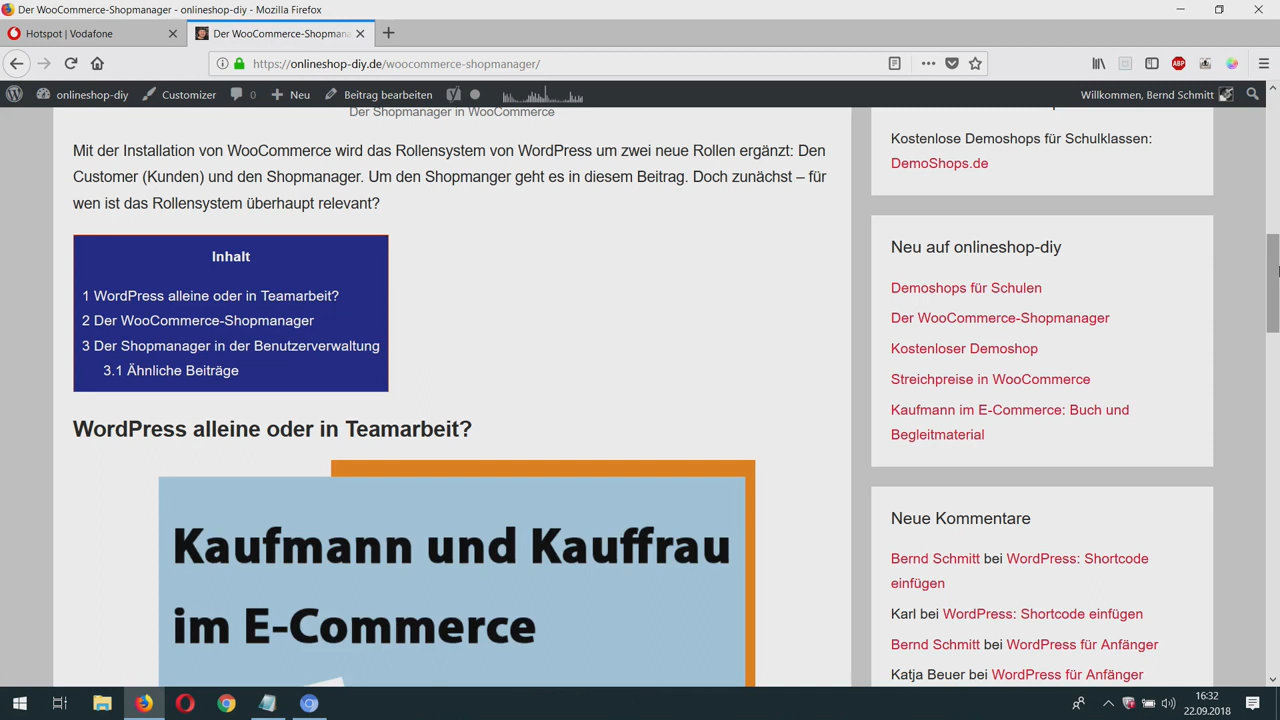 Der WooCommerce-Shopmanager - onlineshop-diy - Mozilla Firefox
Hotspot | Vodafone
Der WooCommerce-Shopmana
https://onlineshop-diy.de/woocommerce-shopmanager/
ABP
onlineshop-diy
Customizer
0
Neu
Beitrag bearbeiten
Willkommen, Bernd Schmitt
Der Shopmanager in WooCommerce
Mit der Installation von WooCommerce wird das Rollensystem von WordPress um zwei neue Rollen ergänzt: Den
Customer (Kunden) und den Shopmanager. Um den Shopmanger geht es in diesem Beitrag. Doch zunächst – für
wen ist das Rollensystem überhaupt relevant?
Inhalt
1 WordPress alleine oder in Teamarbeit?
2 Der WooCommerce-Shopmanager
3 Der Shopmanager in der Benutzerverwaltung
3.1 Ähnliche Beiträge
WordPress alleine oder in Teamarbeit?
Kaufmann und Kauffrau
im E-Commerce
Kostenlose Demoshops für Schulklassen:
DemoShops.de
Neu auf onlineshop-diy
Demoshops für Schulen
Der WooCommerce-Shopmanager
Kostenloser Demoshop
Streichpreise in WooCommerce
Kaufmann im E-Commerce: Buch und
Begleitmaterial
Neue Kommentare
Bernd Schmitt bei WordPress: Shortcode
einfügen
Karl bei WordPress: Shortcode einfügen
Bernd Schmitt bei WordPress für Anfänger
Katja Beuer bei WordPress für Anfänger
16:32
22.09.2018